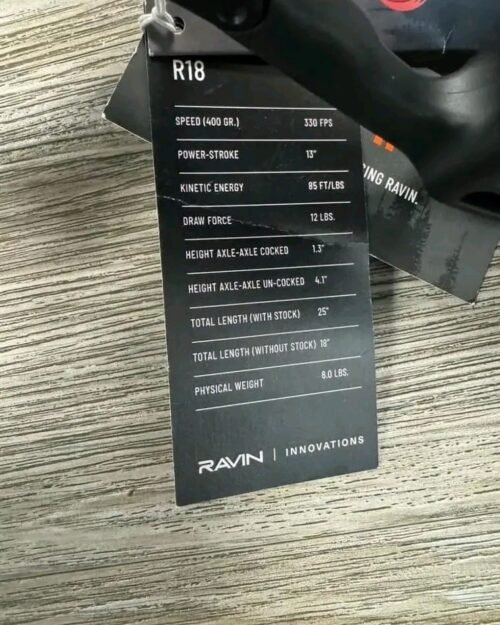 R18
SPEED (400 GR.) 330 FPS
POWER-STROKE 13"
KINETIC ENERGY 85 FT/LBS
DRAW FORCE 12 LBS.
HEIGHT AXLE-AXLE COCKED 1.3"
HEIGHT AXLE-AXLE UN-COCKED 4.1"
TOTAL LENGTH (WITH STOCK) 25"
TOTAL LENGTH (WITHOUT STOCK) 18"
PHYSICAL WEIGHT 6.0 LBS.
RAVIN | INNOVATIONS
RAVIN.